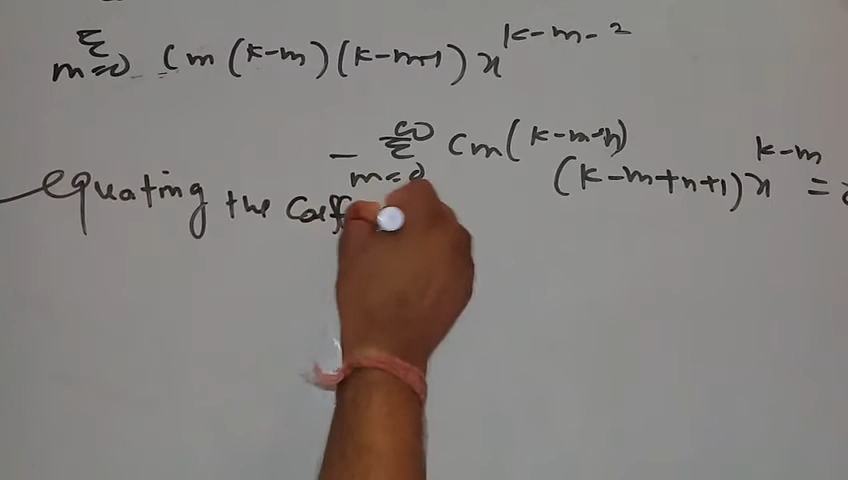 Σ m=0 Cm (k-m)(k-m+1) x^{k-m-2}
- Σ^∞ m=0 Cm (k-m-n)
(k-m+n+1) x^{k-m} =
equating the Coeff